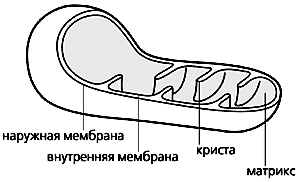 наружная мембрана
внутренняя мембрана
криста
матрикс